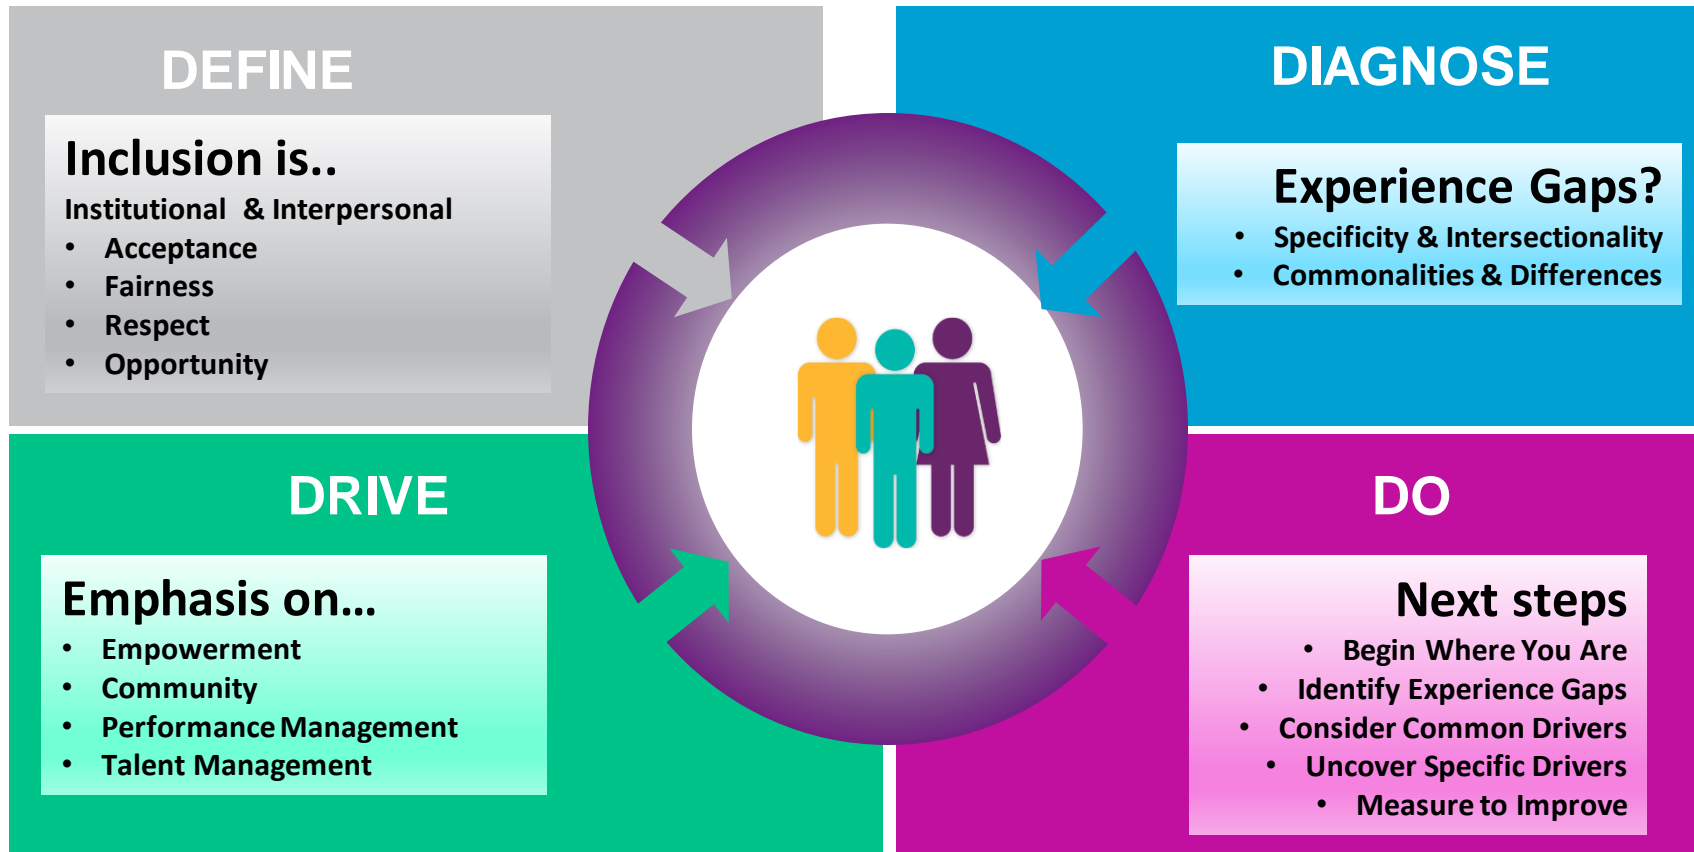 DEFINE
Inclusion is..
Institutional & Interpersonal
• Acceptance
• Fairness
• Respect
• Opportunity
DIAGNOSE
Experience Gaps?
• Specificity & Intersectionality
• Commonalities & Differences
DRIVE
Emphasis on...
• Empowerment
• Community
• Performance Management
• Talent Management
DO
Next steps
• Begin Where You Are
• Identify Experience Gaps
• Consider Common Drivers
• Uncover Specific Drivers
• Measure to Improve